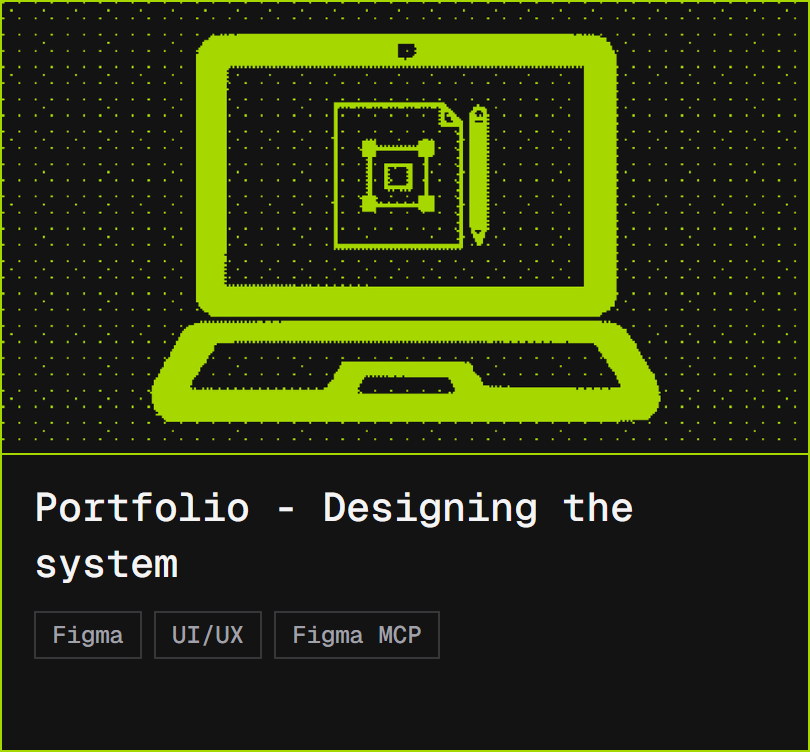 Portfolio - Designing the
system
Figma
UI/UX
Figma MCP